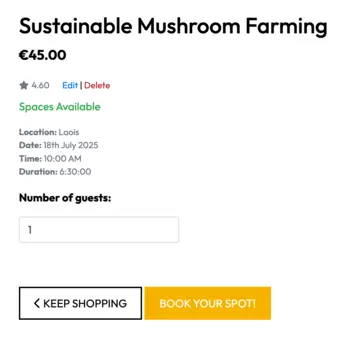 Sustainable Mushroom Farming
€45.00
4.60 Edit | Delete
Spaces Available
Location: Laois
Date: 18th July 2025
Time: 10:00 AM
Duration: 6:30:00
Number of guests:
1
KEEP SHOPPING BOOK YOUR SPOT!